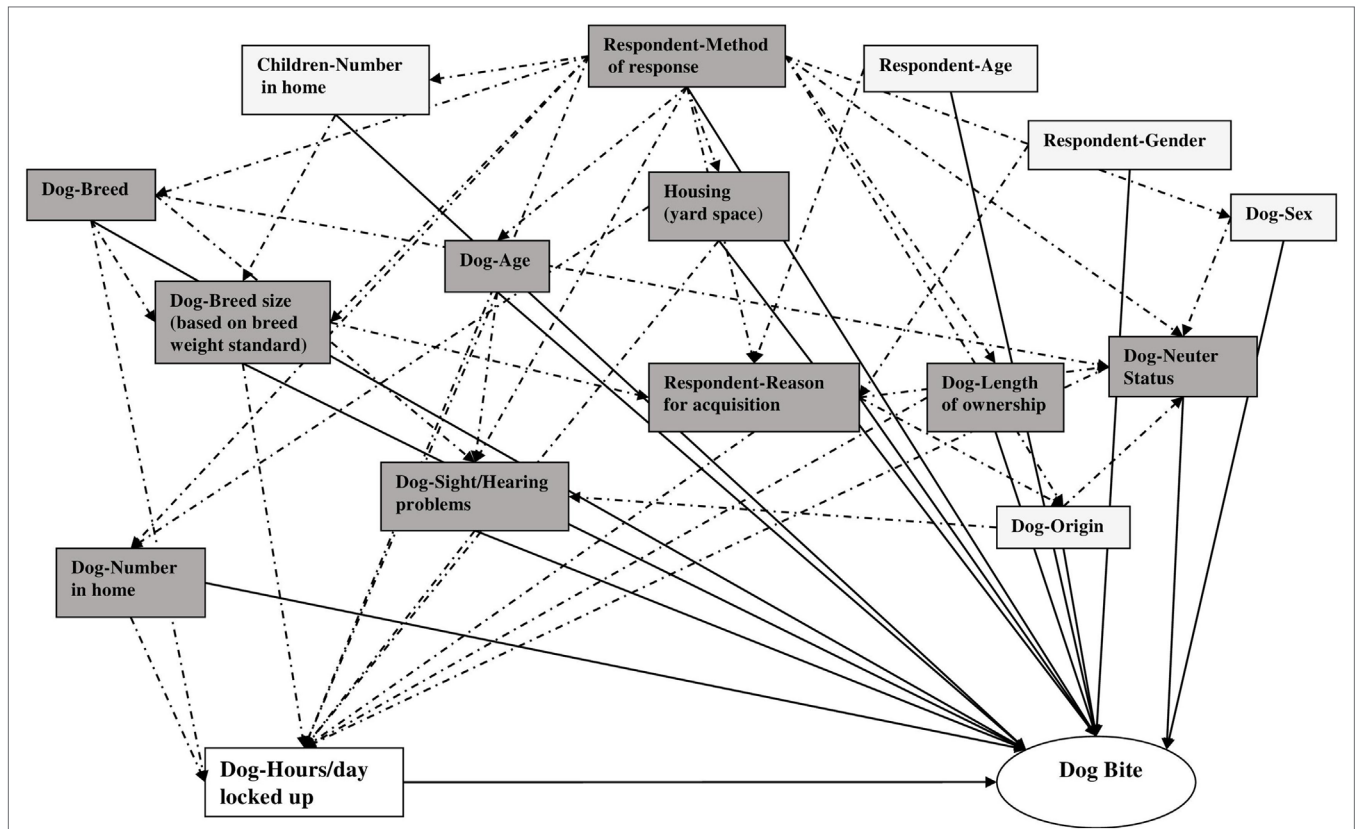 Respondent-Method
of response
Children-Number
in home
Respondent-Age
Respondent-Gender
Dog-Breed
Housing
(yard space)
Dog-Sex
Dog-Age
Dog-Breed size
(based on breed
weight standard)
Dog-Neuter
Status
Respondent-Reason
for acquisition
Dog-Length
of ownership
Dog-Sight/Hearing
problems
Dog-Origin
Dog-Number
in home
Dog-Hours/day
locked up
Dog Bite